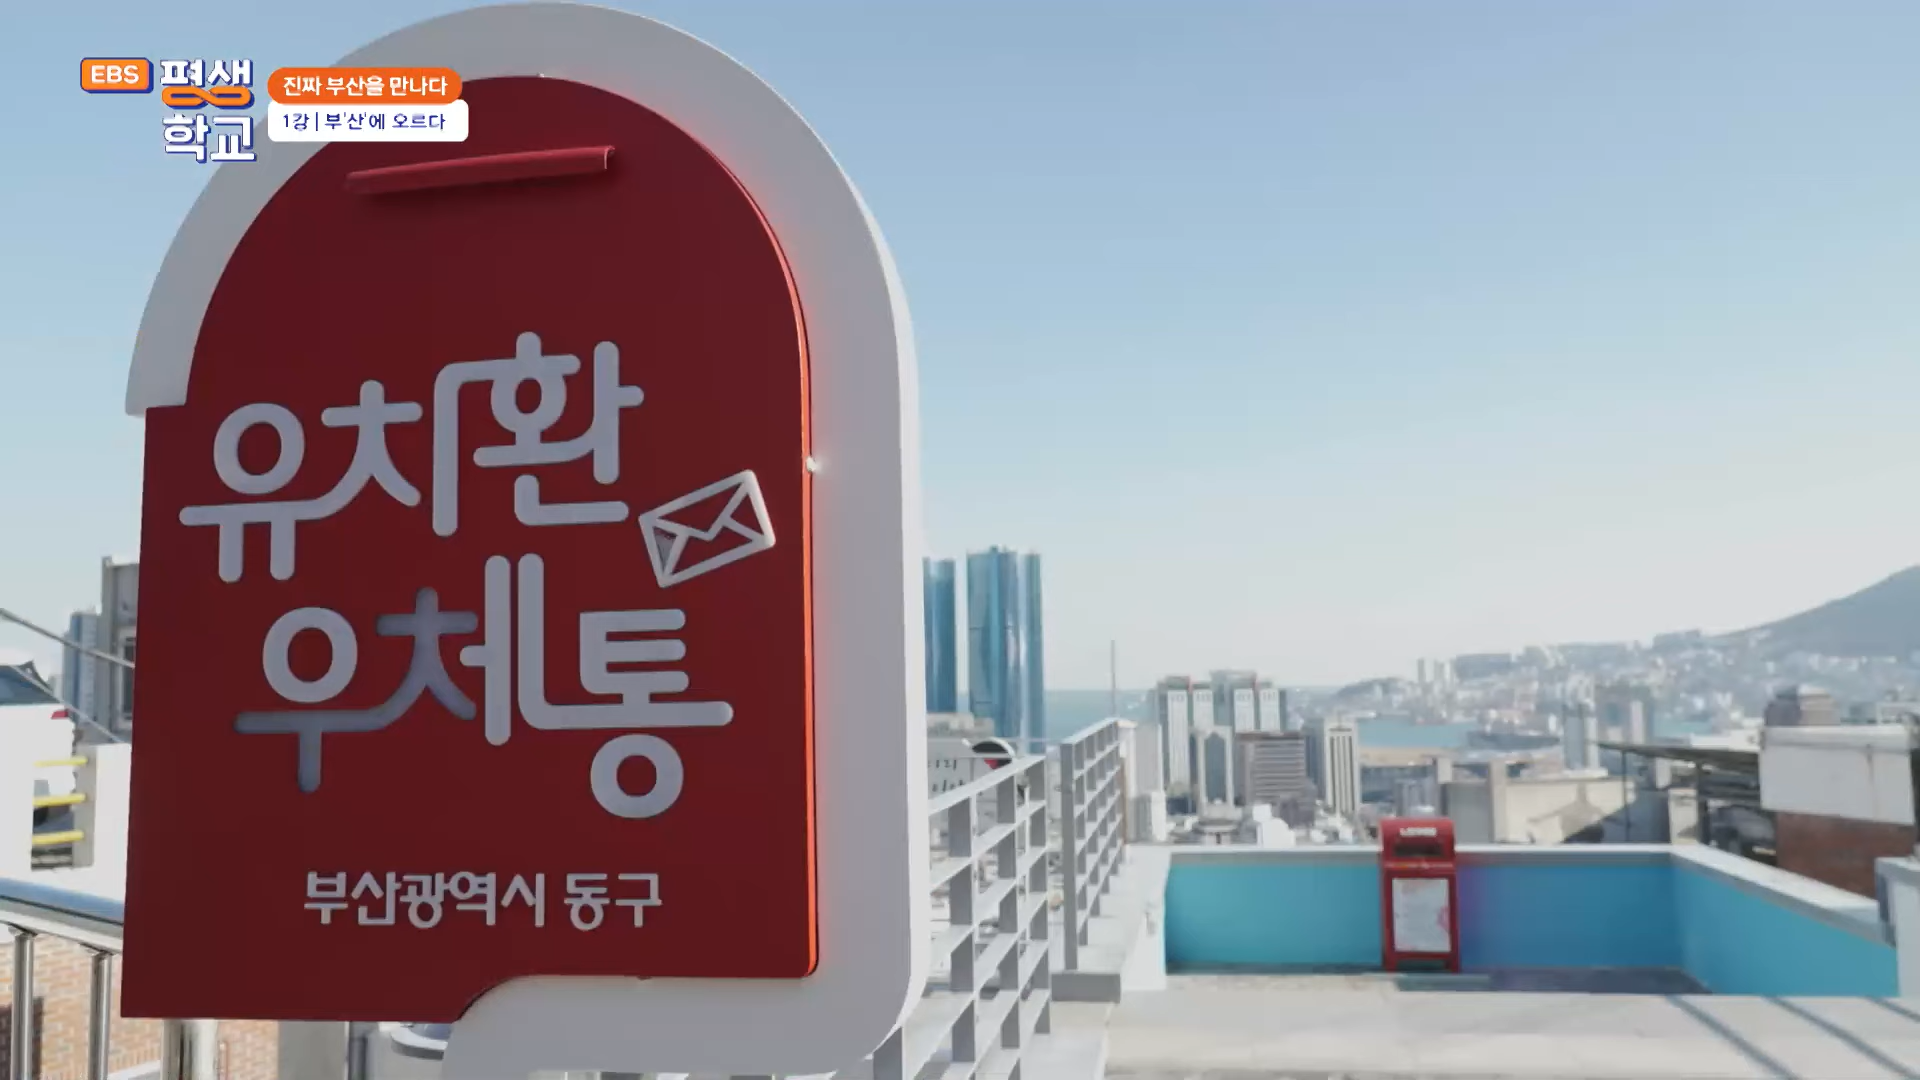 EBS 평생
학교
진짜 부산을 만나다
1강 | 부'산'에 오르다
유치환
우체통
부산광역시 동구